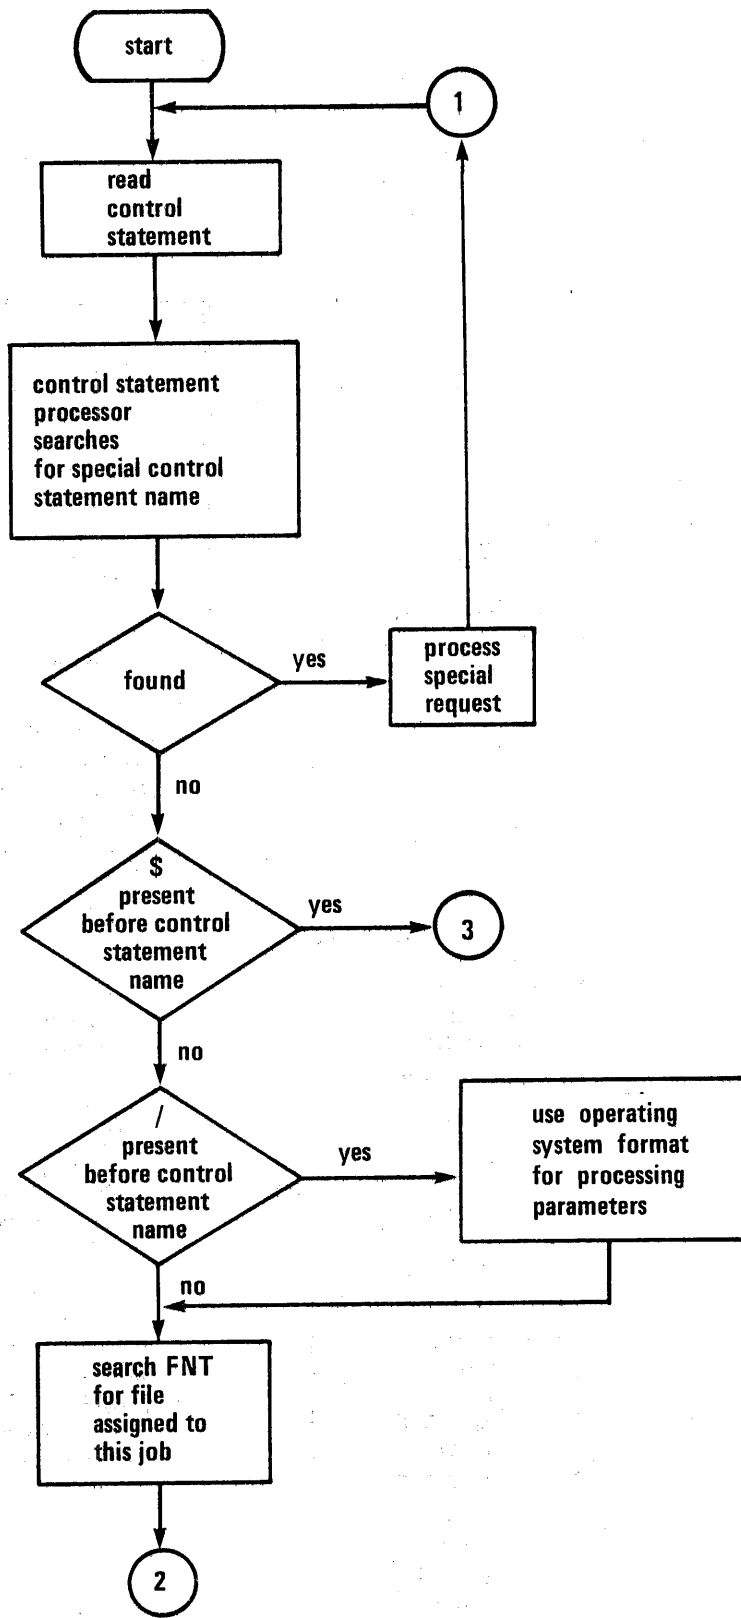 start
1
read
control
statement
control statement
processor
searches
for special control
statement name
found
yes
process
special
request
no
$
present
before control
statement
name
yes
3
no
/
present
before control
statement
name
yes
use operating
system format
for processing
parameters
no
search FNT
for file
assigned to
this job
2